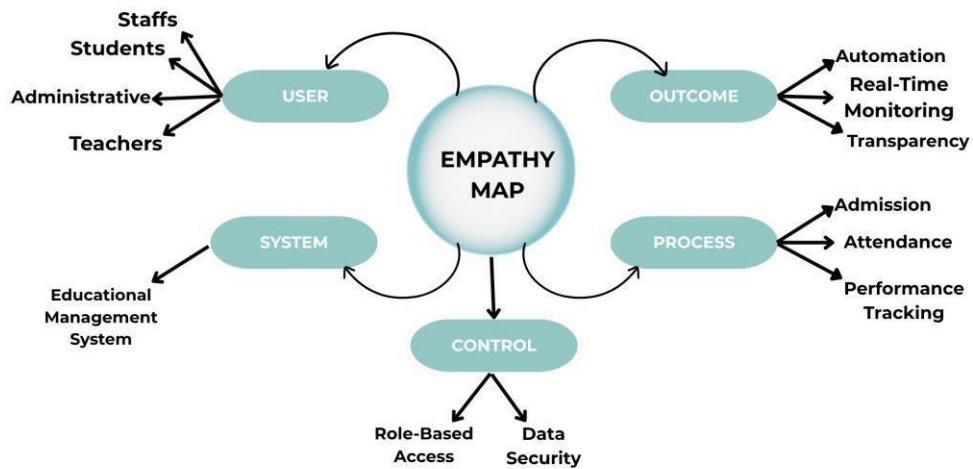 Staffs
Students
Administrative
Teachers
USER
EMPATHY
MAP
OUTCOME
Automation
Real-Time
Monitoring
Transparency
SYSTEM
Educational
Management
System
PROCESS
Admission
Attendance
Performance
Tracking
CONTROL
Role-Based
Access
Data
Security